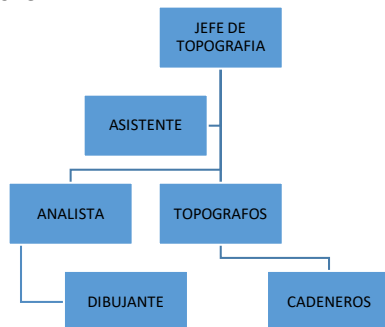 JEFE DE
TOPOGRAFIA
ASISTENTE
ANALISTA
TOPOGRAFOS
DIBUJANTE
CADENEROS